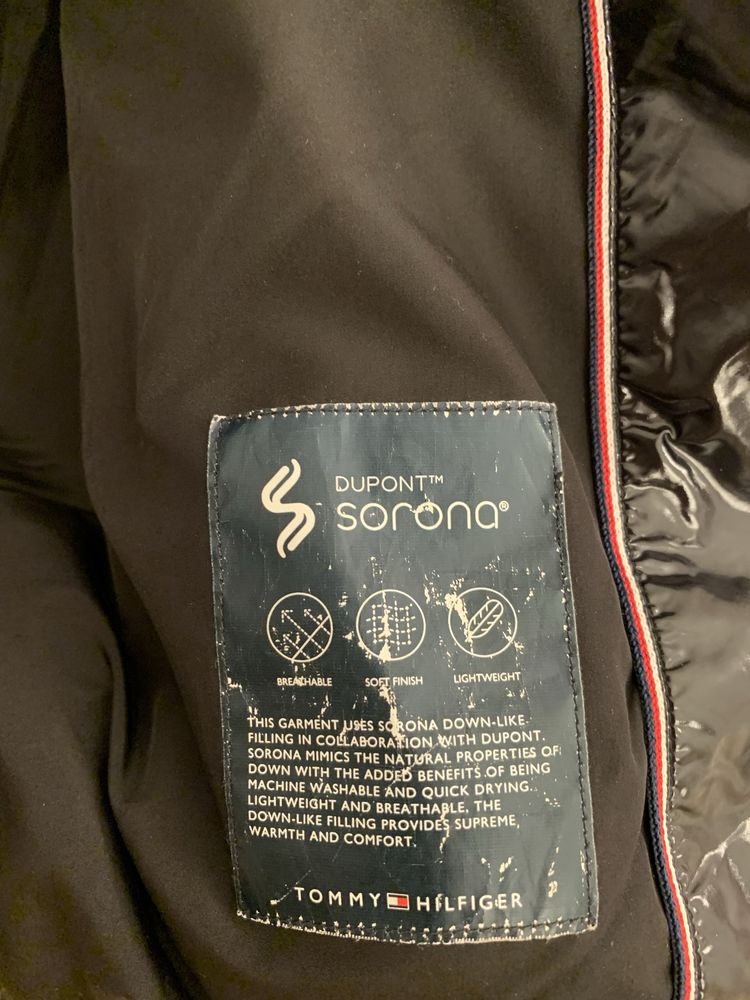 DUPONT™
sorona®
BREATHABLE SOFT FINISH LIGHTWEIGHT
THIS GARMENT USES SORONA DOWN-LIKE
FILLING IN COLLABORATION WITH DUPONT.
SORONA MIMICS THE NATURAL PROPERTIES OF
DOWN WITH THE ADDED BENEFITS OF BEING
MACHINE WASHABLE AND QUICK DRYING.
LIGHTWEIGHT AND BREATHABLE, THE
DOWN-LIKE FILLING PROVIDES SUPREME
WARMTH AND COMFORT.
TOMMY HILFIGER